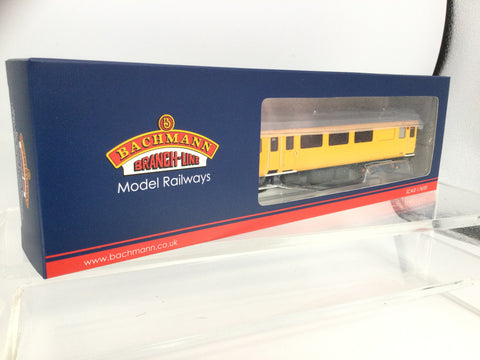 BACHMANN
BRANCH-LINE
Model Railways
www.bachmann.co.uk